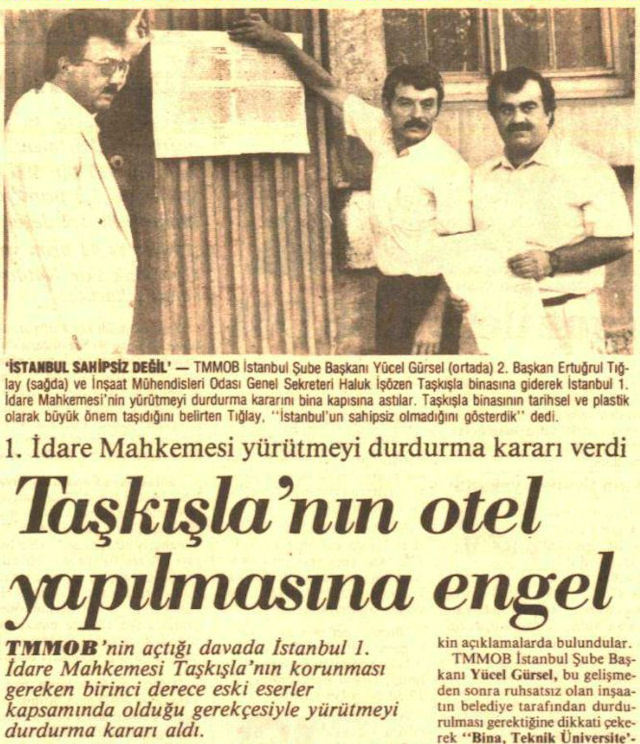 'İSTANBUL SAHİPSİZ DEĞİL' — TMMOB İstanbul Şube Başkanı Yücel Gürsel (ortada) 2. Başkan Ertuğrul Tığ-
lay (sağda) ve İnşaat Mühendisleri Odası Genel Sekreteri Haluk İşözen Taşkışla binasına giderek İstanbul 1.
İdare Mahkemesi'nin yürütmeyi durdurma kararını bina kapısına astılar. Taşkışla binasının tarihsel ve plastik
olarak büyük önem taşıdığını belirten Tığlay, "İstanbul'un sahipsiz olmadığını gösterdik" dedi.
1. İdare Mahkemesi yürütmeyi durdurma kararı verdi
Taşkışla'nın otel
yapılmasına engel
TMMOB'nin açtığı davada İstanbul 1.
İdare Mahkemesi Taşkışla'nın korunması
gereken birinci derece eski eserler
kapsamında olduğu gerekçesiyle yürütmeyi
durdurma kararı aldı.
kin açıklamalarda bulundular.
TMMOB İstanbul Şube Baş-
kanı Yücel Gürsel, bu gelişme-
den sonra ruhsatsız olan inşaa-
tın belediye tarafından durdu-
rulması gerektiğine dikkati çeke-
rek "Bina, Teknik Üniversite'-